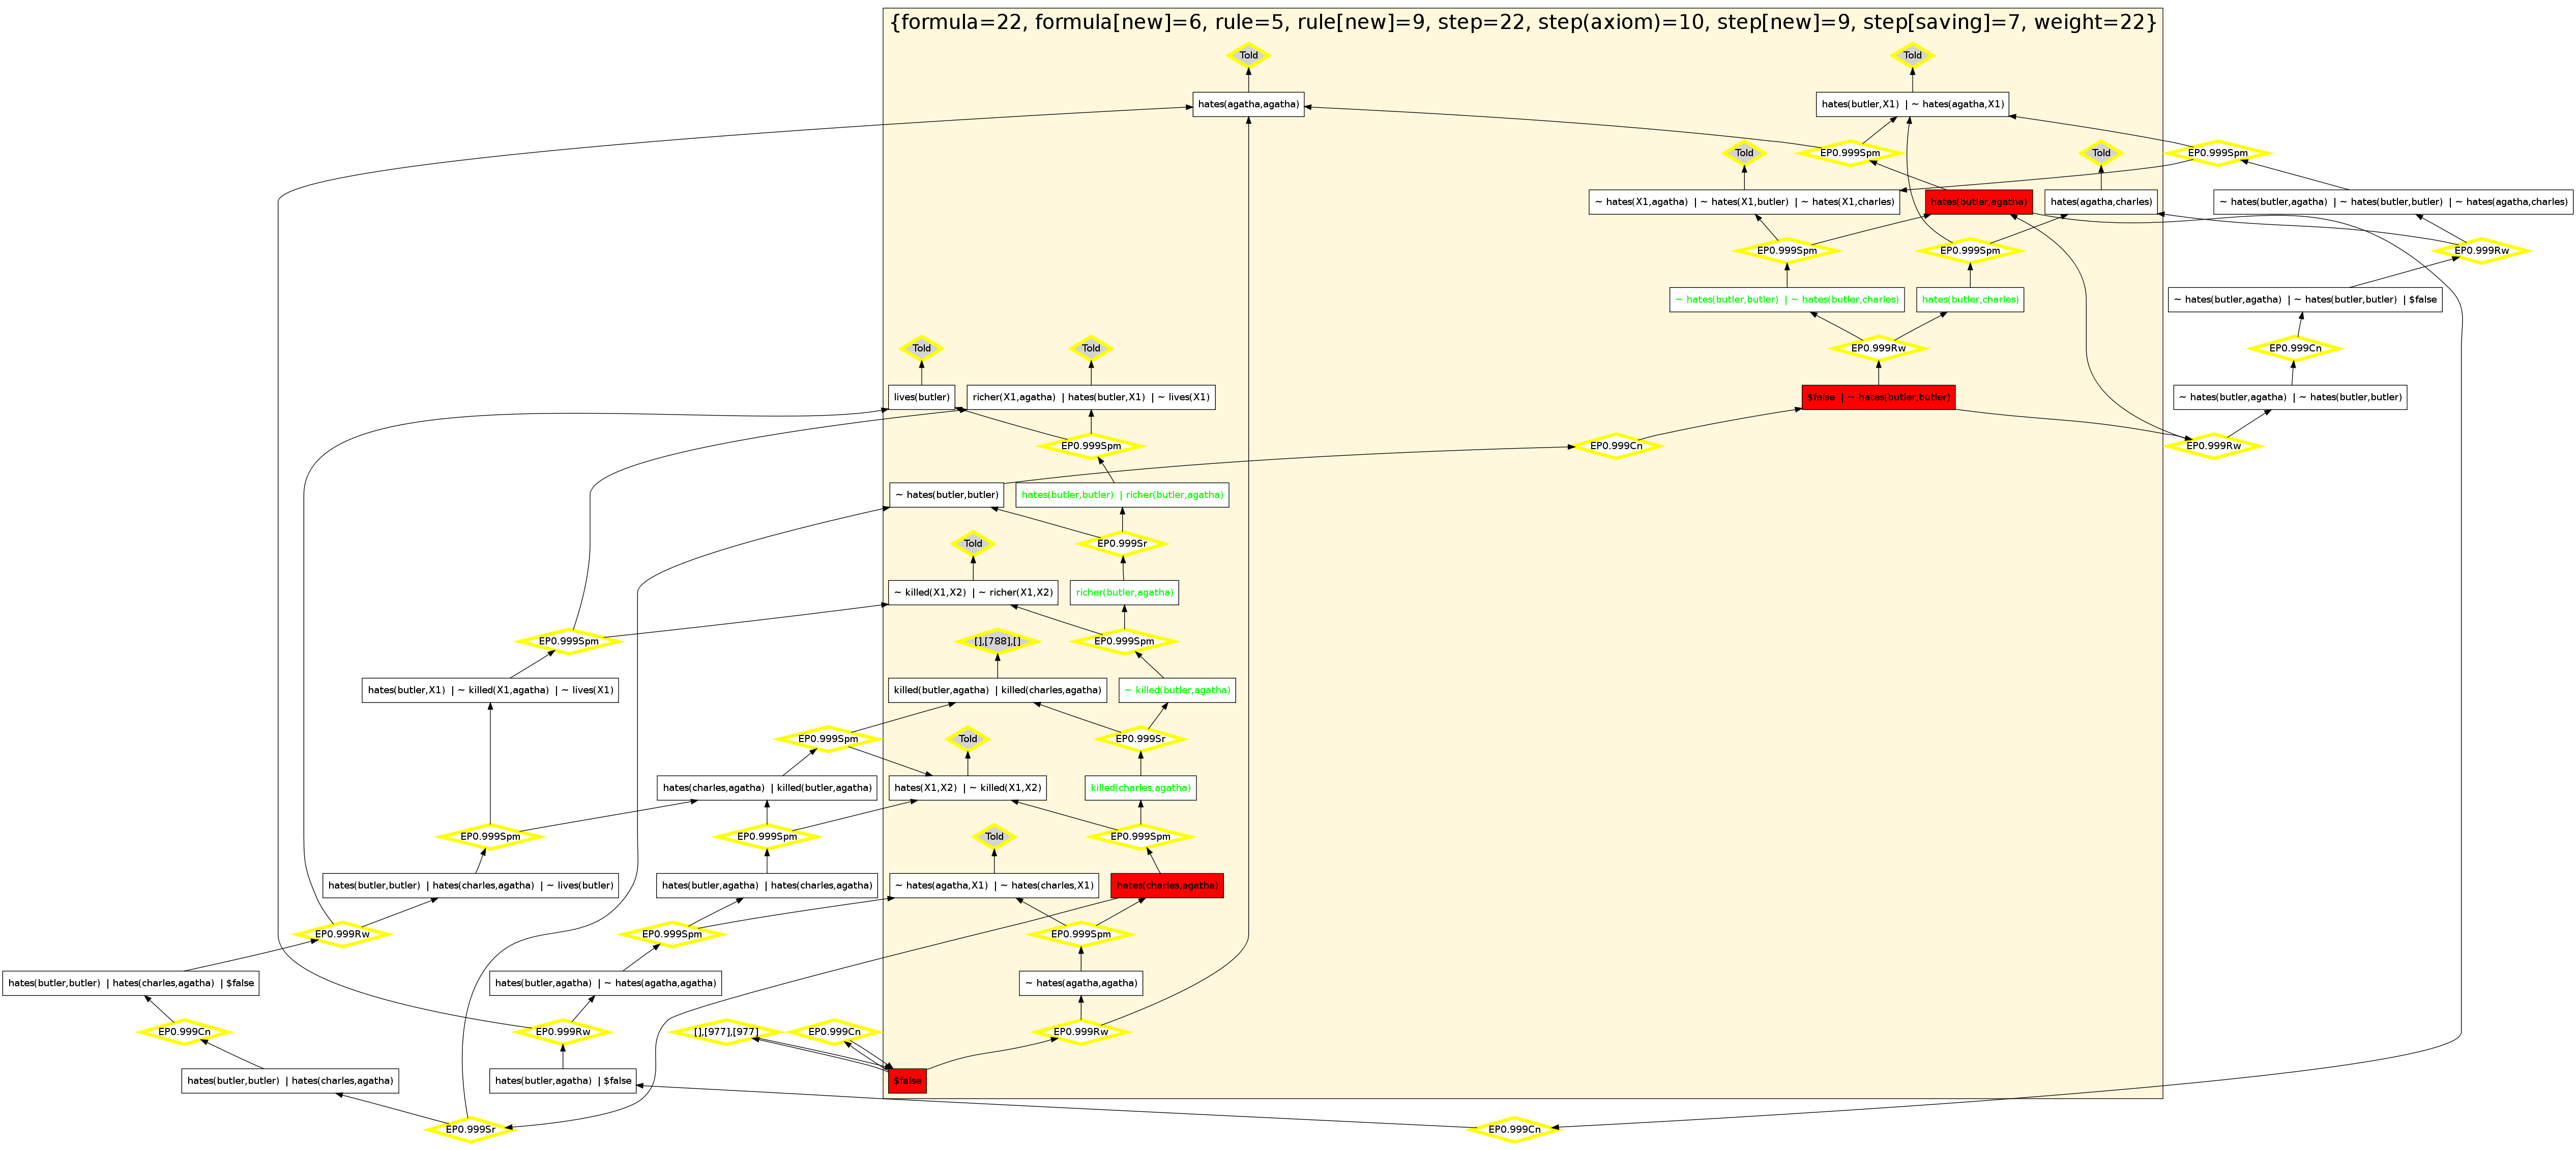 {formula=22, formula[new]=6, rule=5, rule[new]=9, step=22, step(axiom)=10, step[new]=9, step[saving]=7, weight=22}
Told
Told
hates(agatha,agatha)
hates(butler,X1) | ~ hates(agatha,X1)
Told
EP0.999Spm
Told
EP0.999Spm
~ hates(X1,agatha) | ~ hates(X1,butler) | ~ hates(X1,charles)
hates(butler,agatha)
hates(agatha,charles)
~ hates(butler,agatha) | ~ hates(butler,butler) | ~ hates(agatha,charles)
EP0.999Spm
EP0.999Spm
EP0.999Rw
~ hates(butler,butler) | ~ hates(butler,charles)
hates(butler,charles)
~ hates(butler,agatha) | ~ hates(butler,butler) | $false
Told
Told
EP0.999Rw
EP0.999Cn
lives(butler)
richer(X1,agatha) | hates(butler,X1) | ~ lives(X1)
$false | ~ hates(butler,butler)
~ hates(butler,agatha) | ~ hates(butler,butler)
EP0.999Spm
EP0.999Cn
EP0.999Rw
~ hates(butler,butler)
hates(butler,butler) | richer(butler,agatha)
Told
EP0.999Sr
~ killed(X1,X2) | ~ richer(X1,X2)
richer(butler,agatha)
EP0.999Spm
[],[788],[]
EP0.999Spm
hates(butler,X1) | ~ killed(X1,agatha) | ~ lives(X1)
killed(butler,agatha) | killed(charles,agatha)
~ killed(butler,agatha)
EP0.999Spm
Told
EP0.999Sr
hates(charles,agatha) | killed(butler,agatha)
hates(X1,X2) | ~ killed(X1,X2)
killed(charles,agatha)
EP0.999Spm
EP0.999Spm
Told
EP0.999Spm
hates(butler,butler) | hates(charles,agatha) | ~ lives(butler)
hates(butler,agatha) | hates(charles,agatha)
~ hates(agatha,X1) | ~ hates(charles,X1)
hates(charles,agatha)
EP0.999Rw
EP0.999Spm
EP0.999Spm
hates(butler,butler) | hates(charles,agatha) | $false
hates(butler,agatha) | ~ hates(agatha,agatha)
~ hates(agatha,agatha)
EP0.999Cn
EP0.999Rw
[],[977],[977]
EP0.999Cn
EP0.999Rw
hates(butler,butler) | hates(charles,agatha)
hates(butler,agatha) | $false
$false
EP0.999Sr
EP0.999Cn